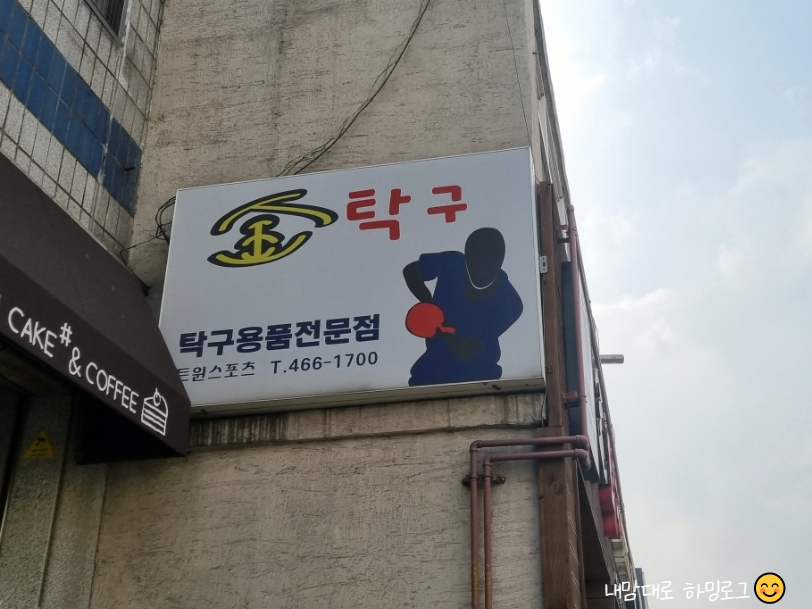 金탁구
탁구용품전문점
트윈스포츠 T.466-1700
CAKE# & COFFEE
내맘대로 하밍로그